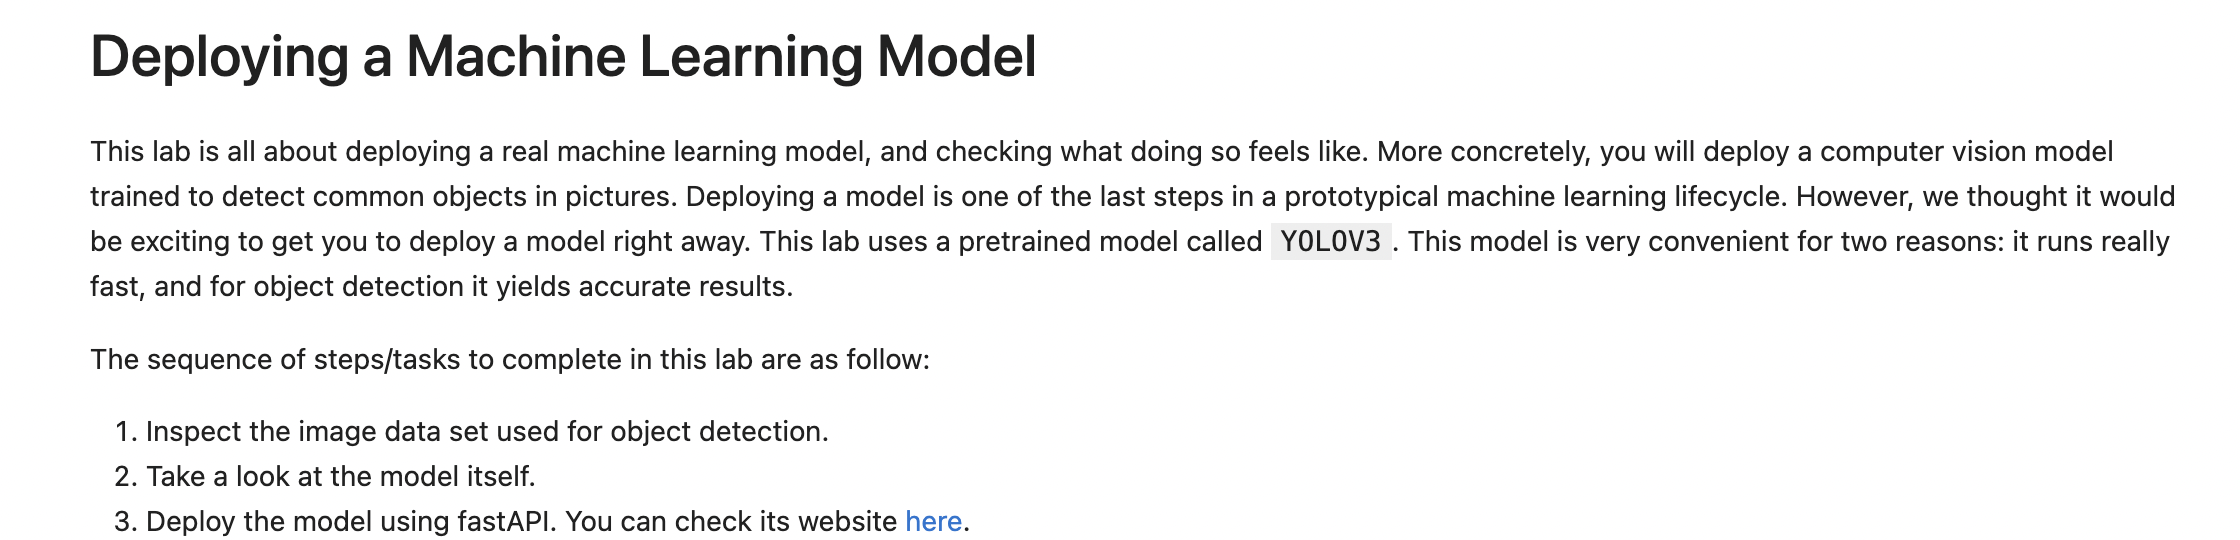 Deploying a Machine Learning Model
This lab is all about deploying a real machine learning model, and checking what doing so feels like. More concretely, you will deploy a computer vision model
trained to detect common objects in pictures. Deploying a model is one of the last steps in a prototypical machine learning lifecycle. However, we thought it would
be exciting to get you to deploy a model right away. This lab uses a pretrained model called YOLOV3. This model is very convenient for two reasons: it runs really
fast, and for object detection it yields accurate results.
The sequence of steps/tasks to complete in this lab are as follow:
1. Inspect the image data set used for object detection.
2. Take a look at the model itself.
3. Deploy the model using fastAPI. You can check its website here.